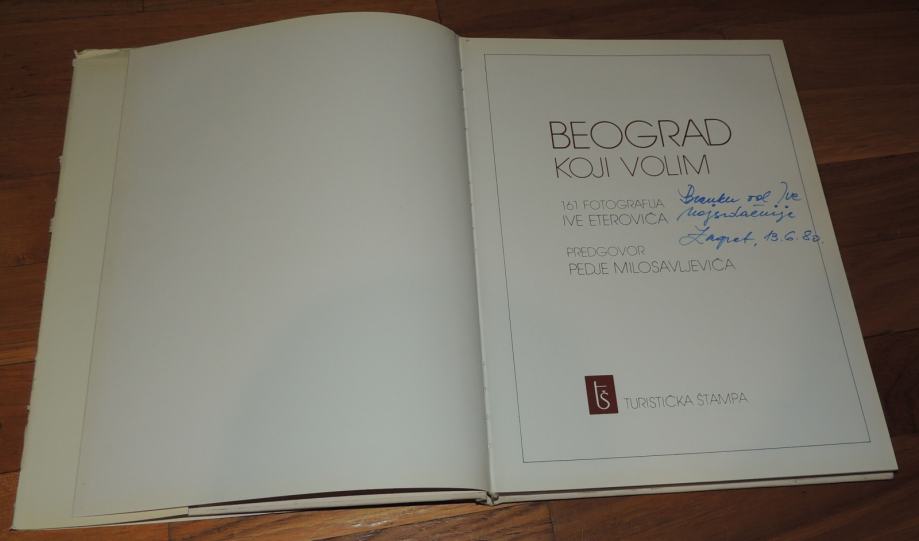 BEOGRAD
KOJI VOLIM
161 FOTOGRAFIJA
IVE ETEROVIĆA
Branku od Ive
najsrdačnije
Zagreb, 13.6.80.
PREDGOVOR
PEDJE MILOSAVLJEVIĆA
tš TURISTIČKA ŠTAMPA